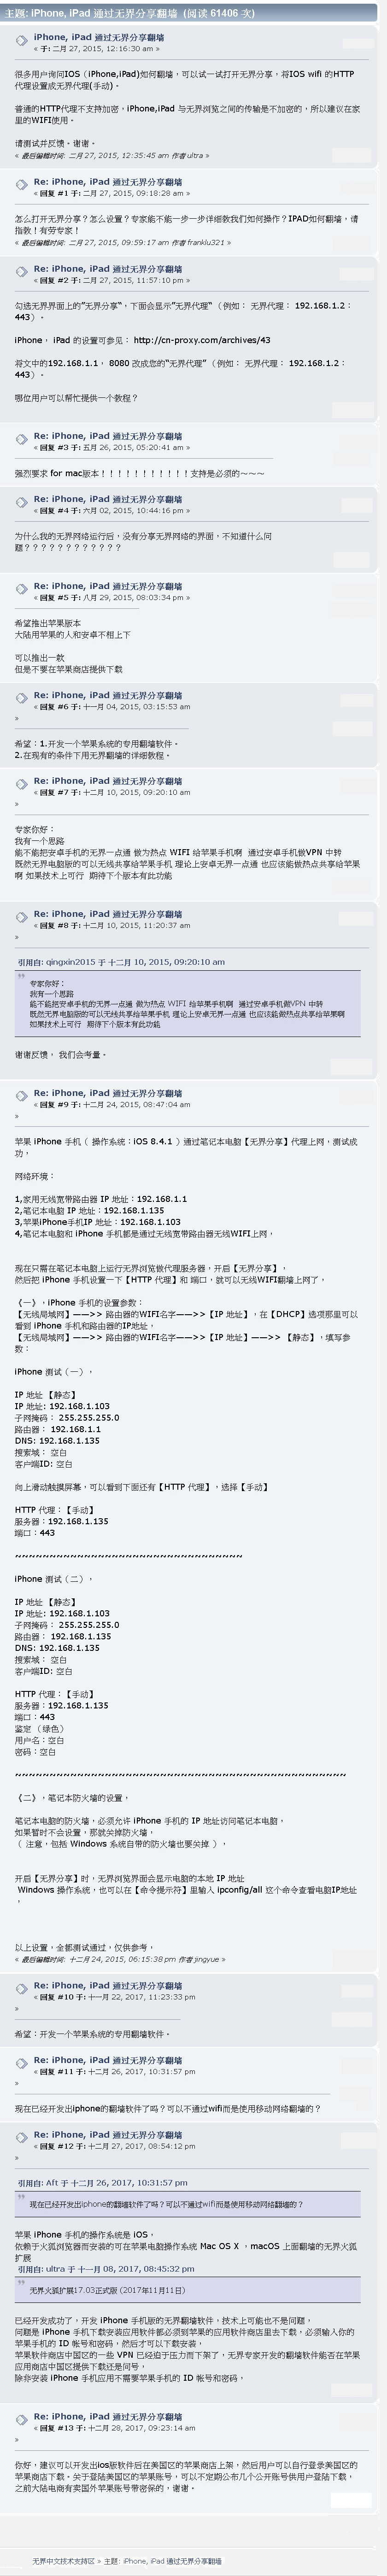 主题: iPhone, iPad 通过无界分享翻墙 (阅读 61406 次)
iPhone, iPad 通过无界分享翻墙
« 于: 二月 27, 2015, 12:16:30 am »
很多用户询问IOS（iPhone,iPad)如何翻墙，可以试一试打开无界分享，将IOS wifi 的HTTP
代理设置成无界代理(手动)。
普通的HTTP代理不支持加密，iPhone,iPad 与无界浏览之间的传输是不加密的，所以建议在家
里的WIFI使用。
请测试并反馈。谢谢。
« 最后编辑时间: 二月 27, 2015, 12:35:45 am 作者 ultra »
Re: iPhone, iPad 通过无界分享翻墙
« 回复 #1 于: 二月 27, 2015, 09:18:28 am »
怎么打开无界分享？怎么设置？专家能不能一步一步详细教我们如何操作？IPAD如何翻墙，请
指教！有劳专家！
« 最后编辑时间: 二月 27, 2015, 09:59:17 am 作者 franklu321 »
Re: iPhone, iPad 通过无界分享翻墙
« 回复 #2 于: 二月 27, 2015, 11:57:10 pm »
勾选无界界面上的“无界分享“，下面会显示”无界代理“ （例如： 无界代理： 192.168.1.2：
443）。
iPhone， iPad 的设置可参见： http://cn-proxy.com/archives/43
将文中的192.168.1.1， 8080 改成您的“无界代理” （例如： 无界代理： 192.168.1.2：
443）。
哪位用户可以帮忙提供一个教程？
Re: iPhone, iPad 通过无界分享翻墙
« 回复 #3 于: 五月 26, 2015, 05:20:41 am »
强烈要求 for mac版本！！！！！！！！！！！支持是必须的～～～
Re: iPhone, iPad 通过无界分享翻墙
« 回复 #4 于: 六月 02, 2015, 10:44:16 pm »
为什么我的无界网络运行后，没有分享无界网络的界面，不知道什么问
题？？？？？？？？？？？？
Re: iPhone, iPad 通过无界分享翻墙
« 回复 #5 于: 八月 29, 2015, 08:03:34 pm »
希望推出苹果版本
大陆用苹果的人和安卓不相上下
可以推出一款
但是不要在苹果商店提供下载
Re: iPhone, iPad 通过无界分享翻墙
« 回复 #6 于: 十一月 04, 2015, 03:15:53 am
»
希望：1.开发一个苹果系统的专用翻墙软件。
2.在现有的条件下用无界翻墙的详细教程。
Re: iPhone, iPad 通过无界分享翻墙
« 回复 #7 于: 十二月 10, 2015, 09:20:10 am
»
专家你好：
我有一个思路
能不能把安卓手机的无界一点通 做为热点 WIFI 给苹果手机啊 通过安卓手机做VPN 中转
既然无界电脑版的可以无线共享给苹果手机 理论上安卓无界一点通 也应该能做热点共享给苹果
啊 如果技术上可行 期待下个版本有此功能
Re: iPhone, iPad 通过无界分享翻墙
« 回复 #8 于: 十二月 10, 2015, 11:20:37 am
»
引用自: qingxin2015 于 十二月 10, 2015, 09:20:10 am
专家你好：
我有一个思路
能不能把安卓手机的无界一点通 做为热点 WIFI 给苹果手机啊 通过安卓手机做VPN 中转
既然无界电脑版的可以无线共享给苹果手机 理论上安卓无界一点通 也应该能做热点共享给苹果啊
如果技术上可行 期待下个版本有此功能
谢谢反馈， 我们会考量。
Re: iPhone, iPad 通过无界分享翻墙
« 回复 #9 于: 十二月 24, 2015, 08:47:04 am
»
苹果 iPhone 手机（ 操作系统：iOS 8.4.1 ）通过笔记本电脑【无界分享】代理上网，测试成
功，
网络环境：
1,家用无线宽带路由器 IP 地址：192.168.1.1
2,笔记本电脑 IP 地址：192.168.1.135
3,苹果iPhone手机IP 地址：192.168.1.103
4,笔记本电脑和 iPhone 手机都是通过无线宽带路由器无线WIFI上网，
现在只需在笔记本电脑上运行无界浏览做代理服务器，开启【无界分享】，
然后把 iPhone 手机设置一下【HTTP 代理】和 端口，就可以无线WIFI翻墙上网了，
《一》，iPhone 手机的设置参数：
【无线局域网】——>> 路由器的WIFI名字——>>【IP 地址】，在【DHCP】选项那里可以
看到 iPhone 手机和路由器的IP地址，
【无线局域网】——>> 路由器的WIFI名字——>>【IP 地址】——>> 【静态】，填写参
数：
iPhone 测试（一），
IP 地址 【静态】
IP 地址: 192.168.1.103
子网掩码： 255.255.255.0
路由器： 192.168.1.1
DNS: 192.168.1.135
搜索域： 空白
客户端ID: 空白
向上滑动触摸屏幕，可以看到下面还有【HTTP 代理】，选择【手动】
HTTP 代理：【手动】
服务器：192.168.1.135
端口：443
~~~~~~~~~~~~~~~~~~~~~~~~~~~~~~~~~
iPhone 测试（二），
IP 地址 【静态】
IP 地址: 192.168.1.103
子网掩码： 255.255.255.0
路由器： 192.168.1.135
DNS: 192.168.1.135
搜索域： 空白
客户端ID: 空白
HTTP 代理：【手动】
服务器：192.168.1.135
端口：443
鉴定 （绿色）
用户名：空白
密码：空白
~~~~~~~~~~~~~~~~~~~~~~~~~~~~~~~~~~~~~~~~~~~~~~~~
《二》，笔记本防火墙的设置，
笔记本电脑的防火墙，必须允许 iPhone 手机的 IP 地址访问笔记本电脑，
如果暂时不会设置，那就关掉防火墙，
（ 注意，包括 Windows 系统自带的防火墙也要关掉 ），
开启【无界分享】时，无界浏览界面会显示电脑的本地 IP 地址
Windows 操作系统，也可以在【命令提示符】里输入 ipconfig/all 这个命令查看电脑IP地址
，
以上设置，全都测试通过，仅供参考，
« 最后编辑时间: 十二月 24, 2015, 06:15:38 pm 作者 jingyue »
Re: iPhone, iPad 通过无界分享翻墙
« 回复 #10 于: 十一月 22, 2017, 11:23:33 pm
»
希望：开发一个苹果系统的专用翻墙软件。
Re: iPhone, iPad 通过无界分享翻墙
« 回复 #11 于: 十二月 26, 2017, 10:31:57 pm
»
现在已经开发出iphone的翻墙软件了吗？可以不通过wifi而是使用移动网络翻墙的？
Re: iPhone, iPad 通过无界分享翻墙
« 回复 #12 于: 十二月 27, 2017, 08:54:12 pm
»
引用自: Aft 于 十二月 26, 2017, 10:31:57 pm
现在已经开发出iphone的翻墙软件了吗？可以不通过wifi而是使用移动网络翻墙的？
苹果 iPhone 手机的操作系统是 iOS，
依赖于火狐浏览器而安装的可在苹果电脑操作系统 Mac OS X ，macOS 上面翻墙的无界火狐
扩展
引用自: ultra 于 十一月 08, 2017, 08:45:32 pm
无界火狐扩展17.03正式版 (2017年11月11日)
已经开发成功了，开发 iPhone 手机版的无界翻墙软件，技术上可能也不是问题，
问题是 iPhone 手机下载安装应用软件都必须到苹果的应用软件商店里去下载，必须输入你的
苹果手机的 ID 帐号和密码，然后才可以下载安装，
苹果软件商店中国区的一些 VPN 已经迫于压力而下架了，无界专家开发的翻墙软件能否在苹果
应用商店中国区提供下载还是问号，
除非安装 iPhone 手机应用不需要苹果手机的 ID 帐号和密码，
Re: iPhone, iPad 通过无界分享翻墙
« 回复 #13 于: 十二月 28, 2017, 09:23:14 am
»
你好，建议可以开发出ios版软件后在美国区的苹果商店上架，然后用户可以自行登录美国区的
苹果商店下载。关于登陆美国区的苹果账号，可以不定期公布几个公开账号供用户登陆下载，
之前大陆电商有卖国外苹果账号带密保的，谢谢。
无界中文技术支持区 » 主题: iPhone, iPad 通过无界分享翻墙